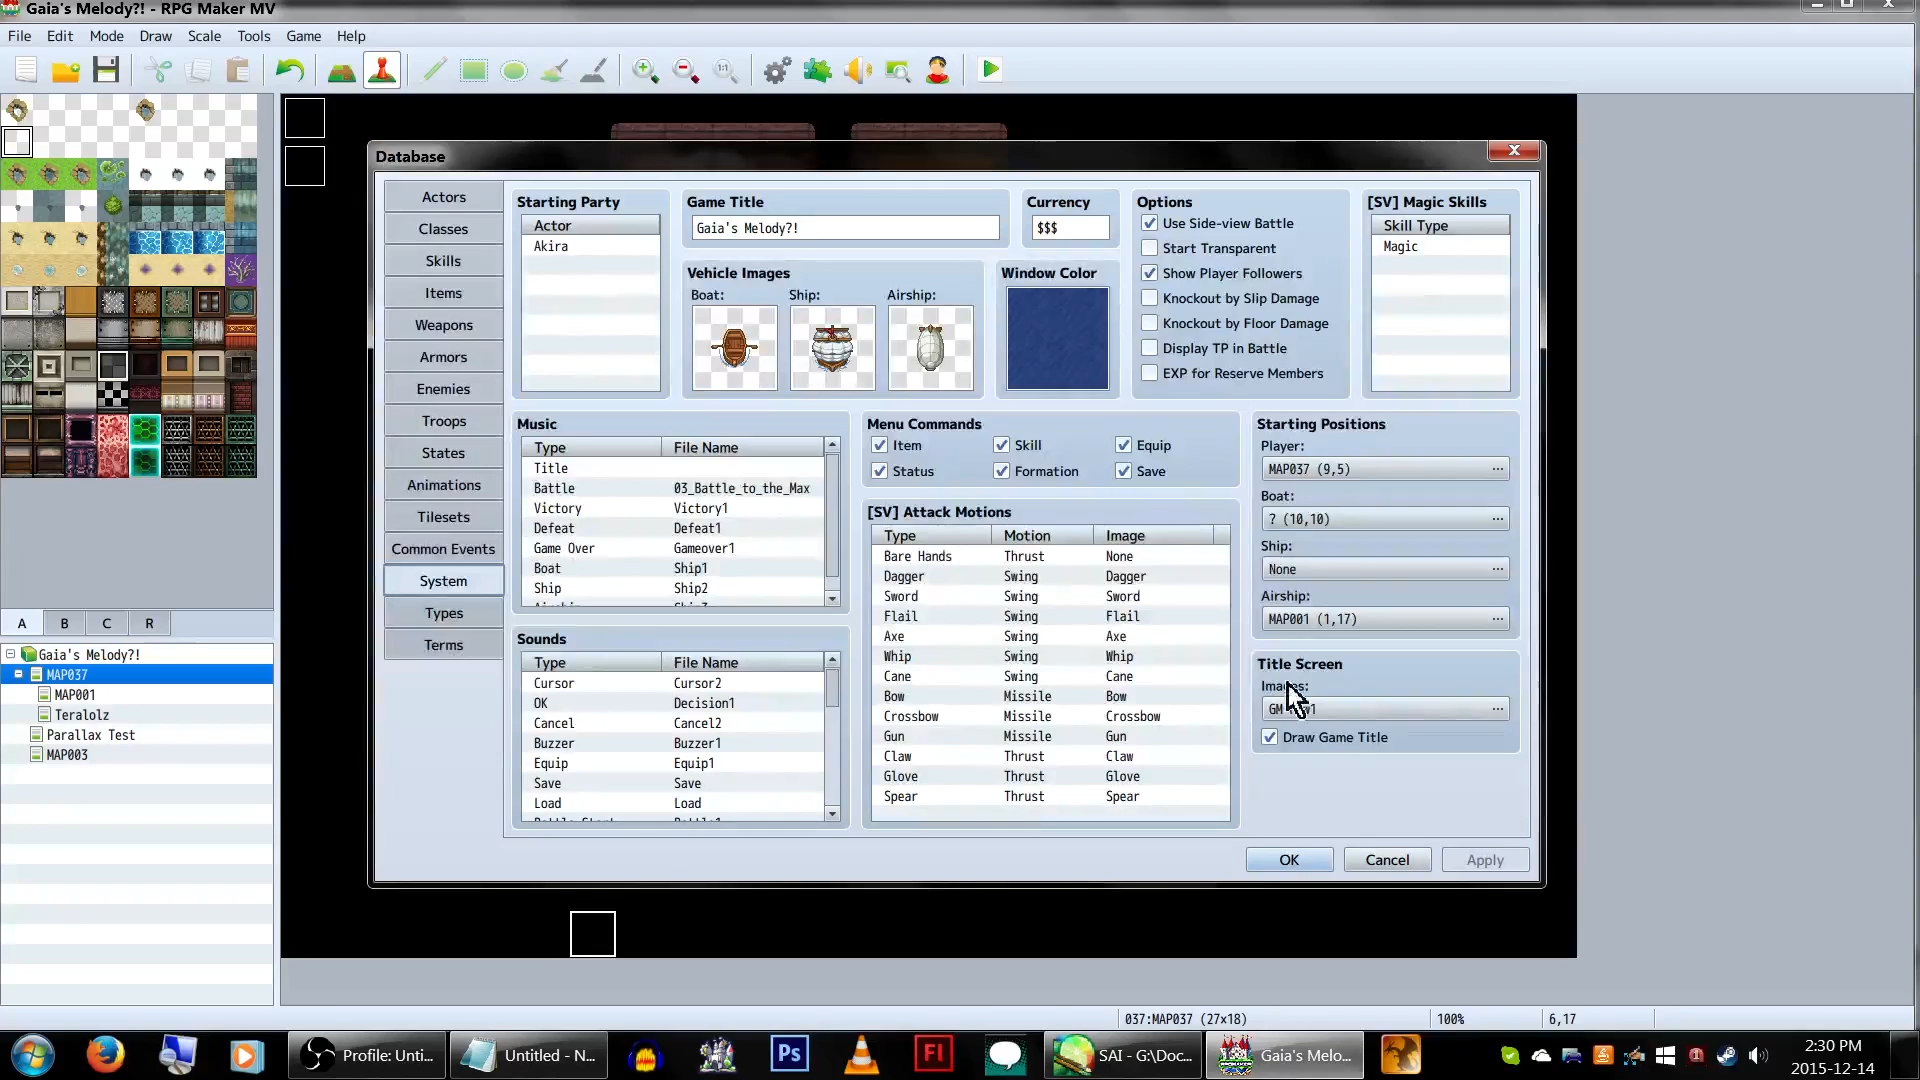 Gaia's Melody?! - RPG Maker MV
File Edit Mode Draw Scale Tools Game Help
1:1
Database
Actors
Classes
Skills
Items
Weapons
Armors
Enemies
Troops
States
Animations
Tilesets
Common Events
System
Types
Terms
Starting Party
Actor
Akira
Game Title
Gaia's Melody?!
Currency
$$$
Vehicle Images
Boat: Ship: Airship:
Window Color
Options
Use Side-view Battle
Start Transparent
Show Player Followers
Knockout by Slip Damage
Knockout by Floor Damage
Display TP in Battle
EXP for Reserve Members
[SV] Magic Skills
Skill Type
Magic
Music
Type File Name
Title
Battle 03_Battle_to_the_Max
Victory Victory1
Defeat Defeat1
Game Over Gameover1
Boat Ship1
Ship Ship2
Sounds
Type File Name
Cursor Cursor2
OK Decision1
Cancel Cancel2
Buzzer Buzzer1
Equip Equip1
Save Save
Load Load
Menu Commands
Item Skill Equip
Status Formation Save
[SV] Attack Motions
Type Motion Image
Bare Hands Thrust None
Dagger Swing Dagger
Sword Swing Sword
Flail Swing Flail
Axe Swing Axe
Whip Swing Whip
Cane Swing Cane
Bow Missile Bow
Crossbow Missile Crossbow
Gun Missile Gun
Claw Thrust Claw
Glove Thrust Glove
Spear Thrust Spear
Starting Positions
Player:
MAP037 (9,5) ...
Boat:
? (10,10) ...
Ship:
None ...
Airship:
MAP001 (1,17) ...
Title Screen
Images:
...
Draw Game Title
OK Cancel Apply
A B C R
Gaia's Melody?!
MAP037
MAP001
Teralolz
Parallax Test
MAP003
037:MAP037 (27x18) 100% 6,17
Profile: Unti...
Untitled - N...
Ps
Fl
SAI - G:\Doc...
Gaia's Melo...
2:30 PM
2015-12-14